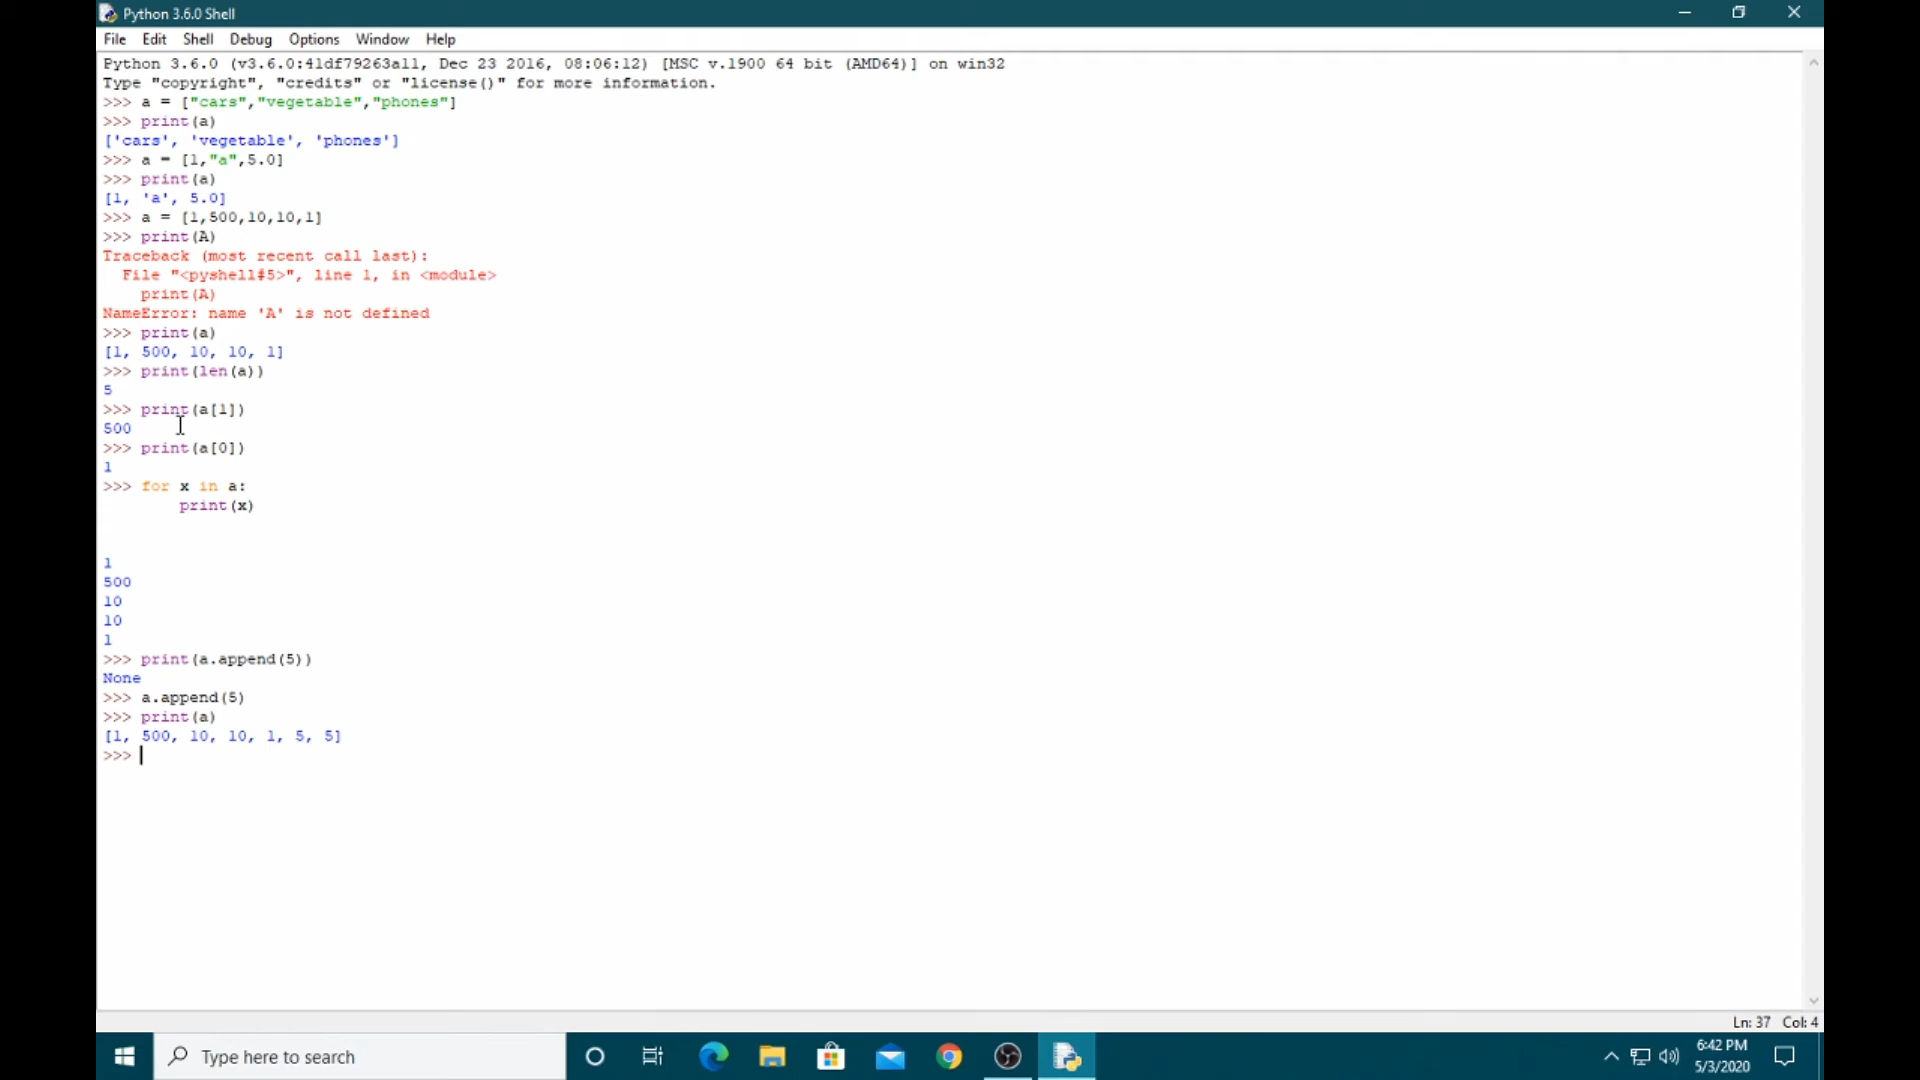 Python 3.6.0 Shell
File Edit Shell Debug Options Window Help
Python 3.6.0 (v3.6.0:41df79263a11, Dec 23 2016, 08:06:12) [MSC v.1900 64 bit (AMD64)] on win32
Type "copyright", "credits" or "license()" for more information.
>>> a = ["cars","vegetable","phones"]
>>> print(a)
['cars', 'vegetable', 'phones']
>>> a = [1,"a",5.0]
>>> print(a)
[1, 'a', 5.0]
>>> a = [1,500,10,10,1]
>>> print(A)
Traceback (most recent call last):
  File "<pyshell#5>", line 1, in <module>
    print(A)
NameError: name 'A' is not defined
>>> print(a)
[1, 500, 10, 10, 1]
>>> print(len(a))
5
>>> print(a[1])
500
>>> print(a[0])
1
>>> for x in a:
        print(x)
1
500
10
10
1
>>> print(a.append(5))
None
>>> a.append(5)
>>> print(a)
[1, 500, 10, 10, 1, 5, 5]
>>>
Ln: 37 Col: 4
Type here to search
6:42 PM
5/3/2020